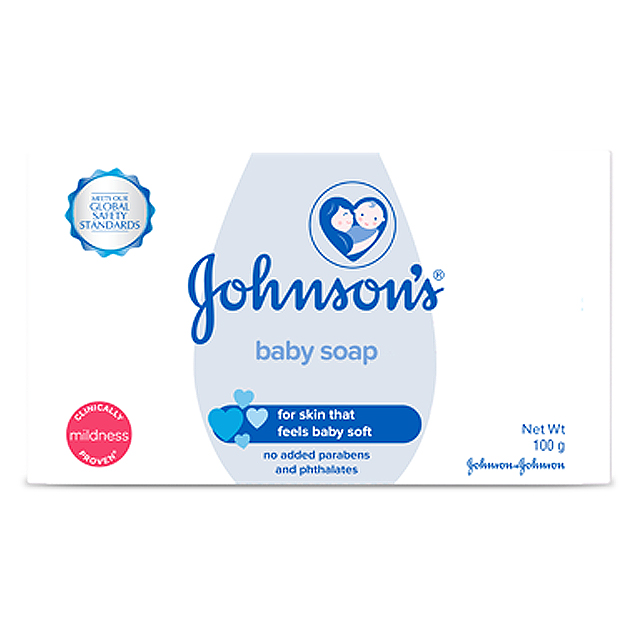 MEETS OUR
GLOBAL
SAFETY
STANDARDS
Johnson's®
baby soap
for skin that
feels baby soft
no added parabens
and phthalates
CLINICALLY
mildness
PROVEN*
Net Wt
100 g
Johnson & Johnson